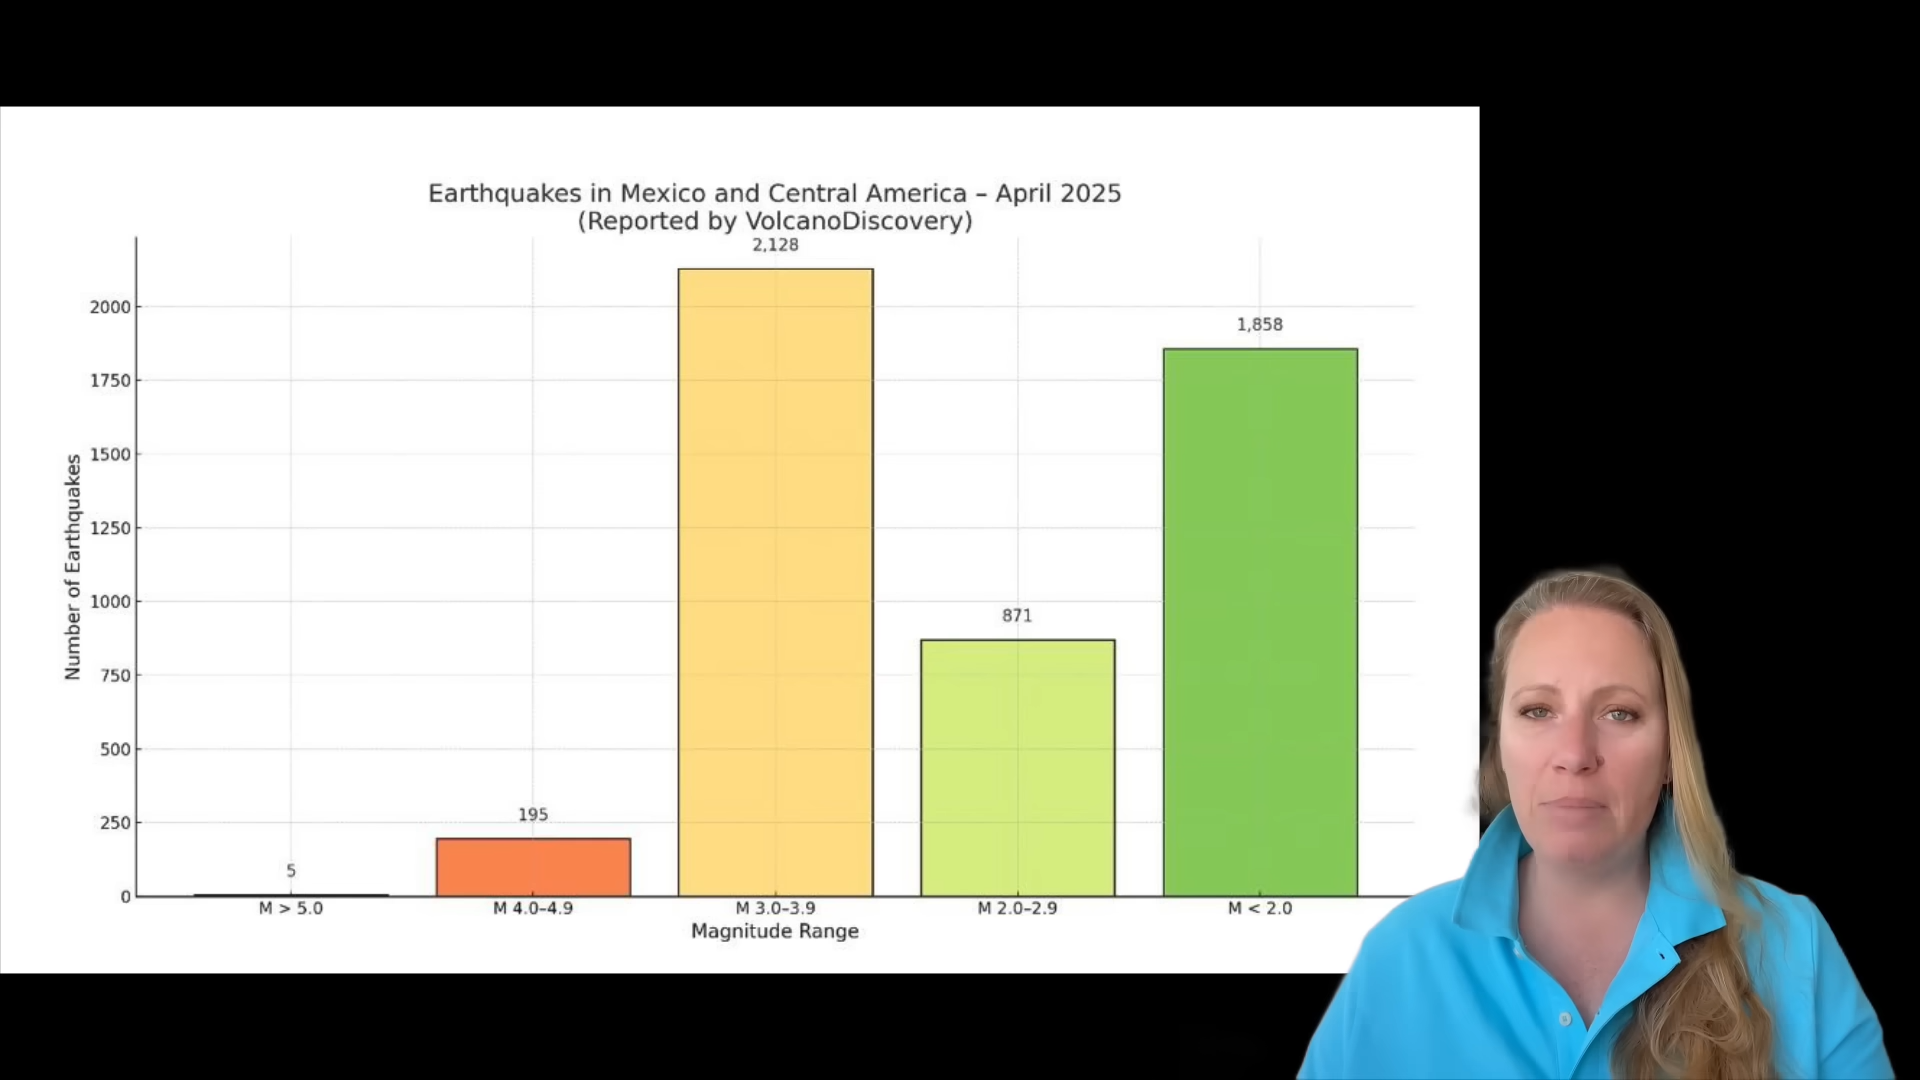 Earthquakes in Mexico and Central America – April 2025
(Reported by VolcanoDiscovery)
2,128
2000
1,858
1750
1500
1250
Number of Earthquakes
1000
871
750
500
250
195
5
0
M > 5.0
M 4.0–4.9
M 3.0–3.9
M 2.0–2.9
M < 2.0
Magnitude Range